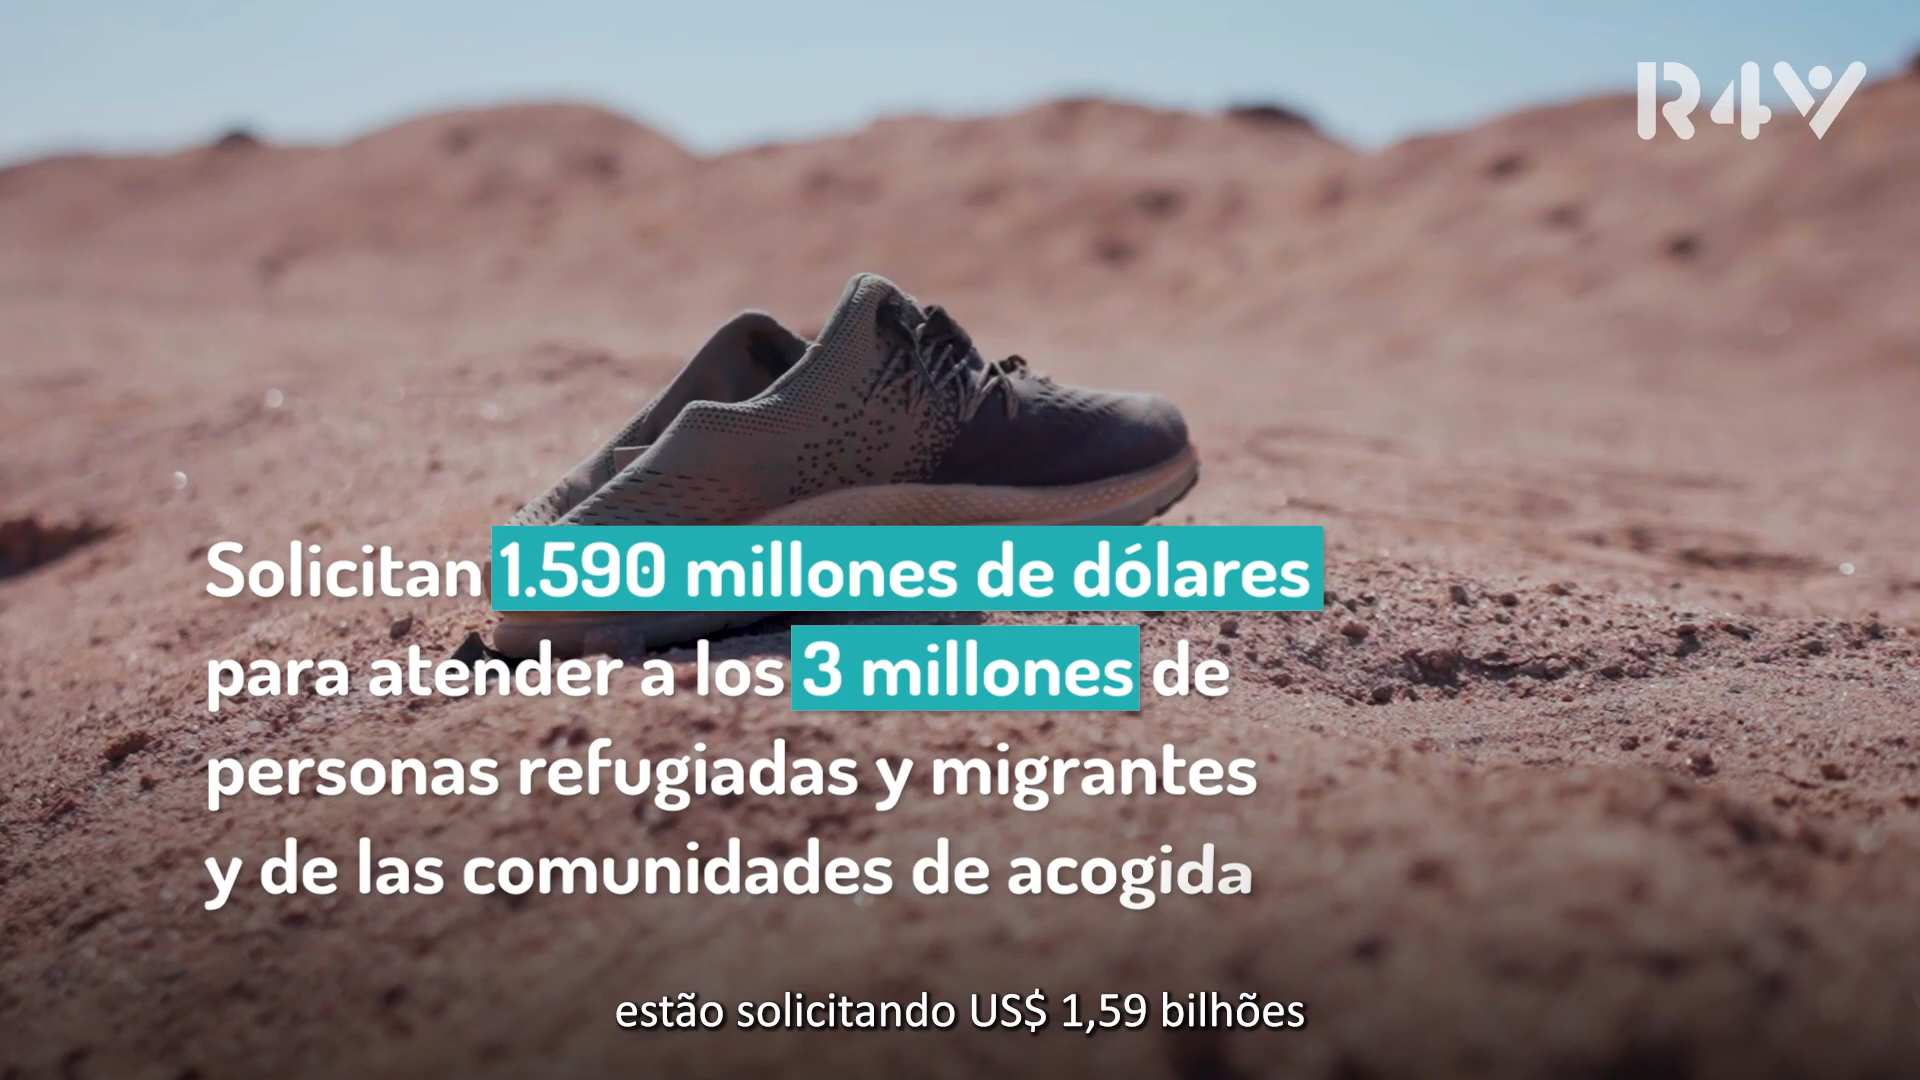 R4V
Solicitan 1.590 millones de dólares
para atender a los 3 millones de
personas refugiadas y migrantes
y de las comunidades de acogida
estão solicitando US$ 1,59 bilhões